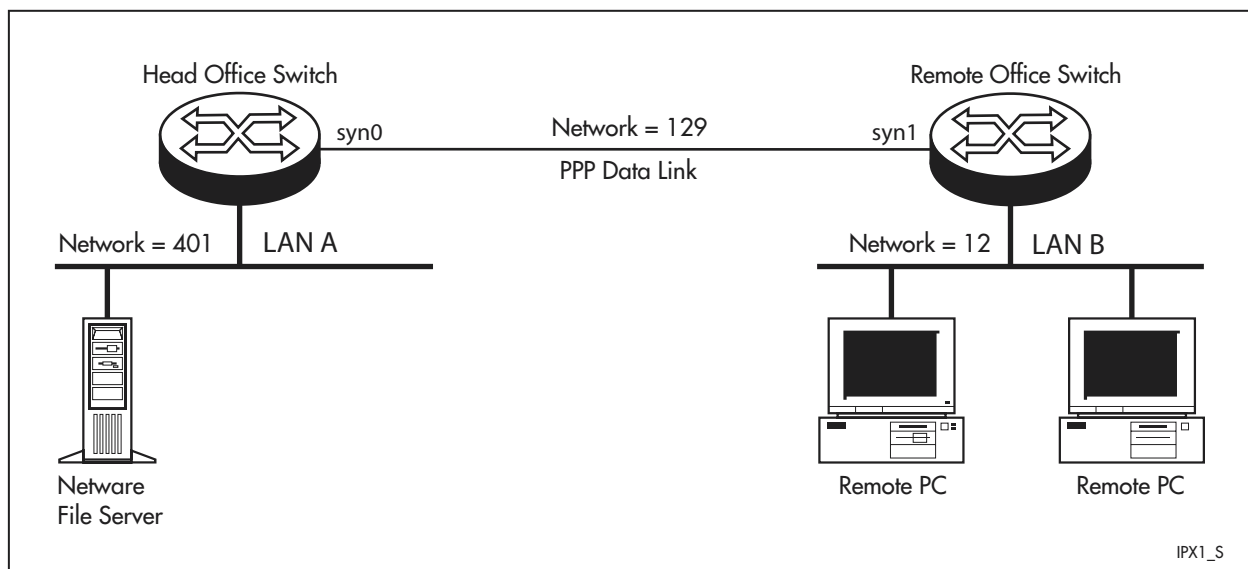 Head Office Switch
Remote Office Switch
syn0
Network = 129
syn1
PPP Data Link
Network = 401
LAN A
Network = 12
LAN B
Netware
File Server
Remote PC
Remote PC
IPX1_S